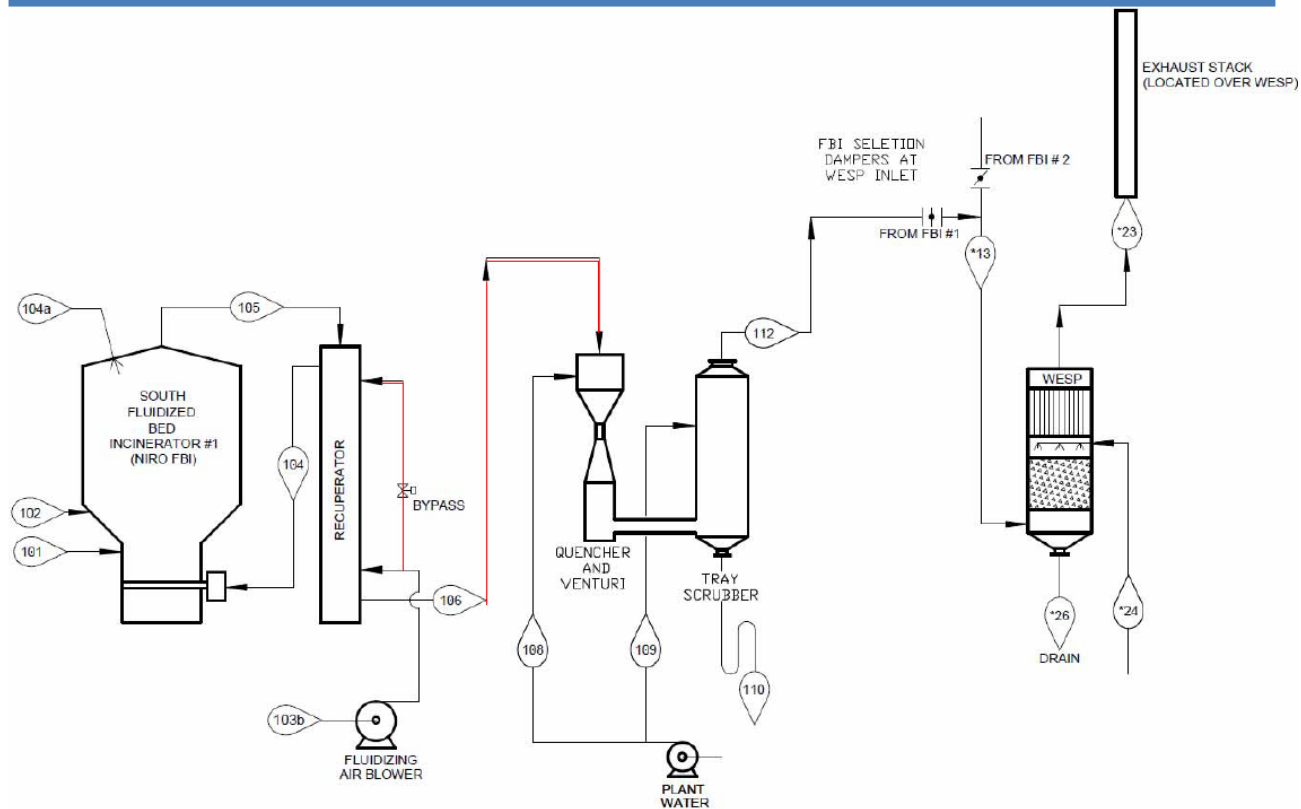 EXHAUST STACK
(LOCATED OVER WESP)
FBI SELETION
DAMPERS AT
WESP INLET
FROM FBI # 2
FROM FBI #1
*23
*13
104a
105
112
SOUTH
FLUIDIZED
BED
INCINERATOR #1
(NIRO FBI)
104
RECUPERATOR
BYPASS
WESP
102
101
106
QUENCHER
AND
VENTURI
TRAY
SCRUBBER
108
109
110
*26
*24
DRAIN
103b
FLUIDIZING
AIR BLOWER
PLANT
WATER